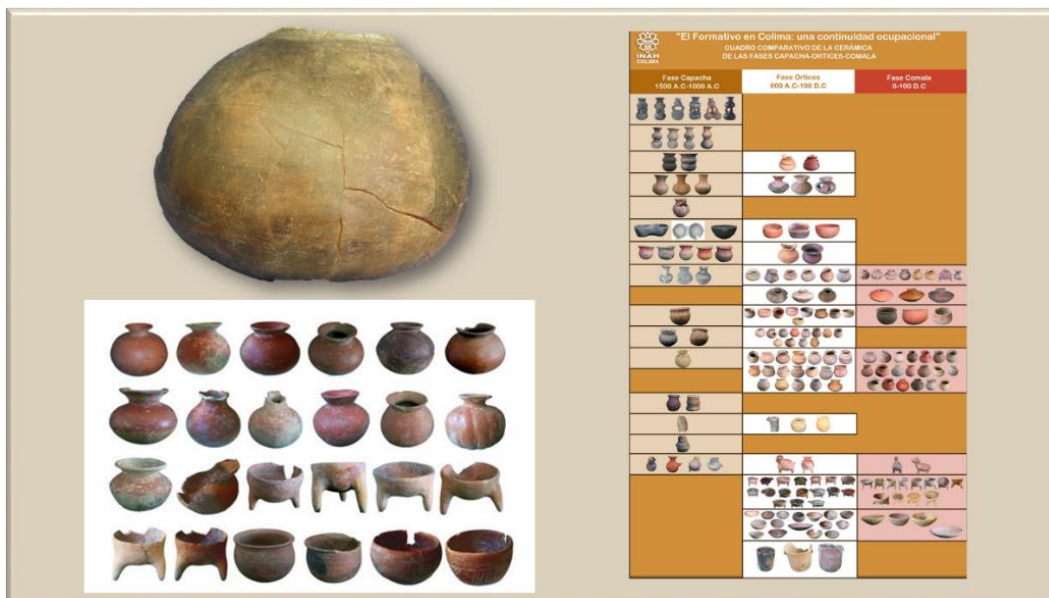 "El Formativo en Colima: una continuidad ocupacional"
CUADRO COMPARATIVO DE LA CERÁMICA
DE LAS FASES CAPACHA-ORTICES-COMALA
INAH
COLIMA
Fase Capacha
1500 A.C-1000 A.C
Fase Ortices
800 A.C-100 D.C
Fase Comala
0-100 D.C